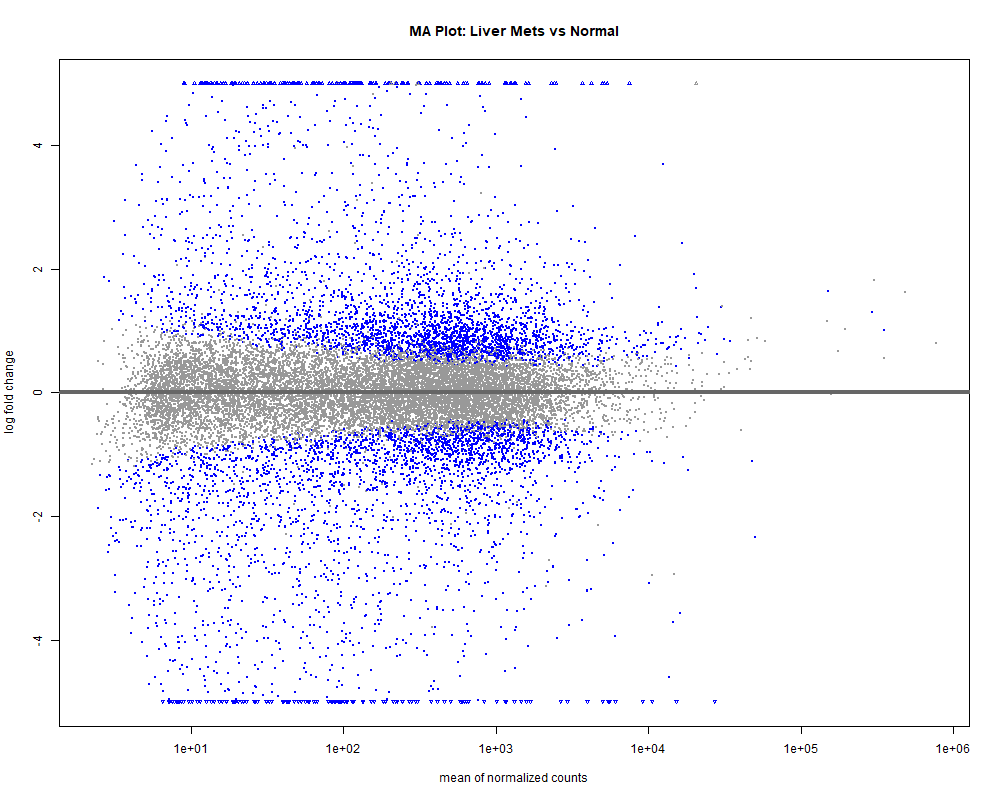 MA Plot: Liver Mets vs Normal
4
2
0
-2
-4
log fold change
1e+01 1e+02 1e+03 1e+04 1e+05 1e+06
mean of normalized counts